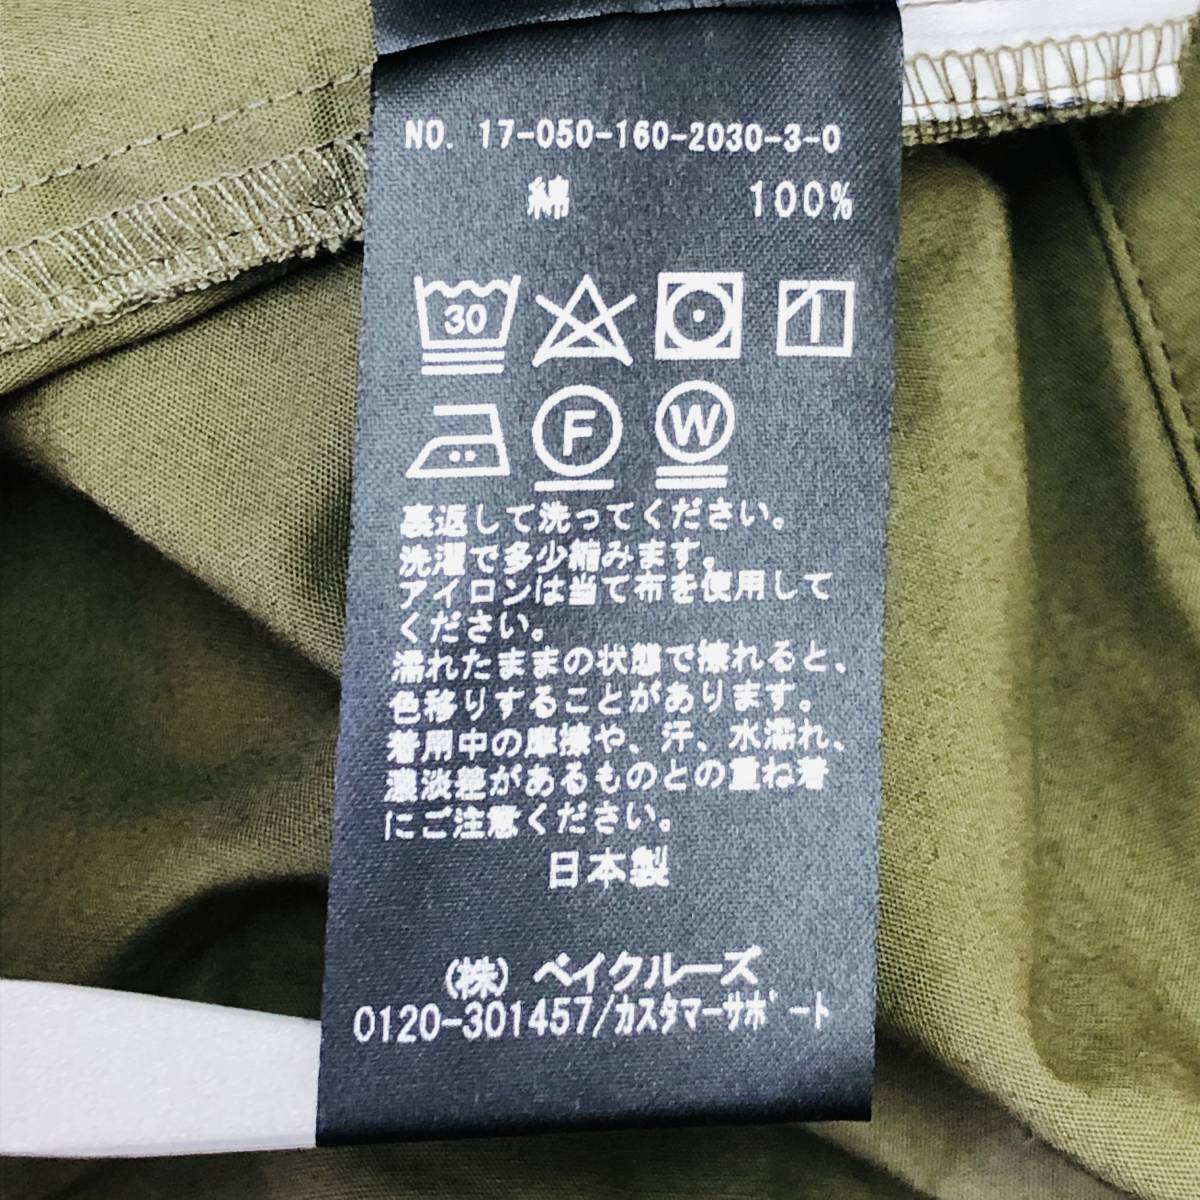 NO. 17-050-160-2030-3-0
綿 100%
30
F W
裏返して洗ってください。
洗濯で多少縮みます。
アイロンは当て布を使用して
ください。
濡れたままの状態で擦れると、
色移りすることがあります。
着用中の摩擦や、汗、水濡れ、
濃淡差があるものとの重ね着
にご注意ください。
日本製
(株) ベイクルーズ
0120-301457/カスタマーサポート